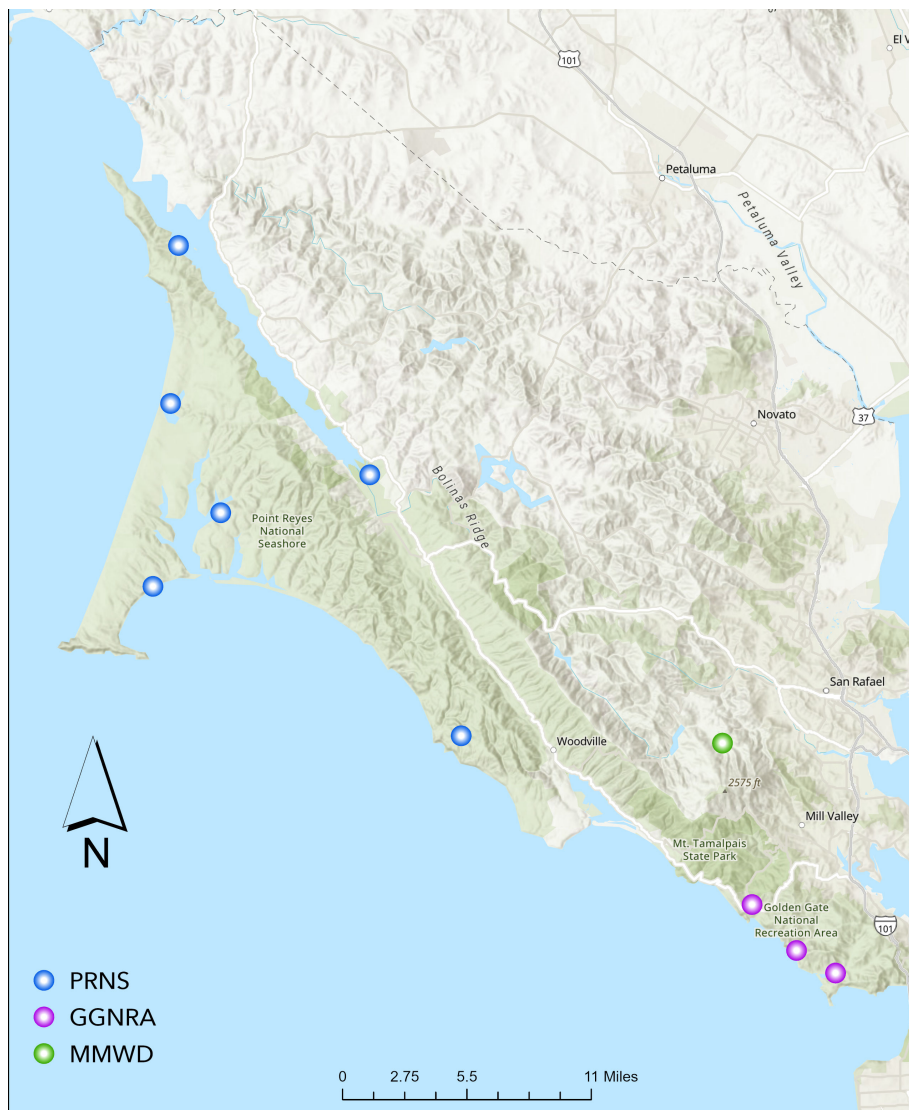 101
El V
Petaluma
Petaluma Valley
Novato
37
Bolinas Ridge
Point Reyes
National
Seashore
San Rafael
Woodville
2575 ft
Mill Valley
Mt. Tamalpais
State Park
Golden Gate
National
Recreation Area
101
N
PRNS
GGNRA
MMWD
0 2.75 5.5 11 Miles